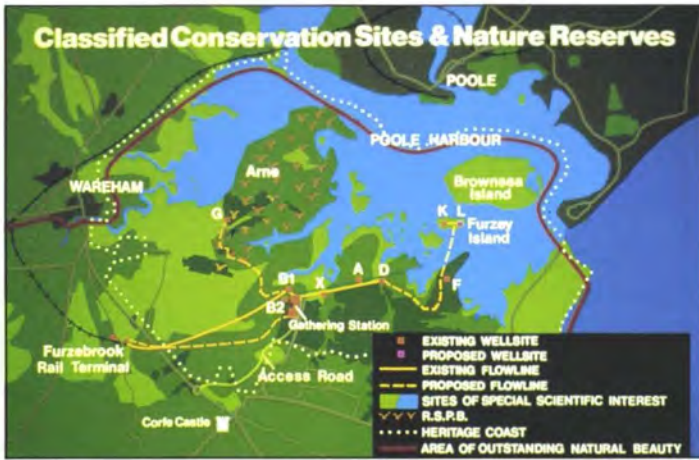 Classified Conservation Sites & Nature Reserves
POOLE
POOLE HARBOUR
Arne
WAREHAM
Brownsea
Island
G
K L
Furzey
Island
B1
X
A
D
F
B2
Gathering Station
Furzebrook
Rail Terminal
Access Road
Corfe Castle
EXISTING WELLSITE
PROPOSED WELLSITE
EXISTING FLOWLINE
PROPOSED FLOWLINE
SITES OF SPECIAL SCIENTIFIC INTEREST
R.S.P.B.
HERITAGE COAST
AREA OF OUTSTANDING NATURAL BEAUTY